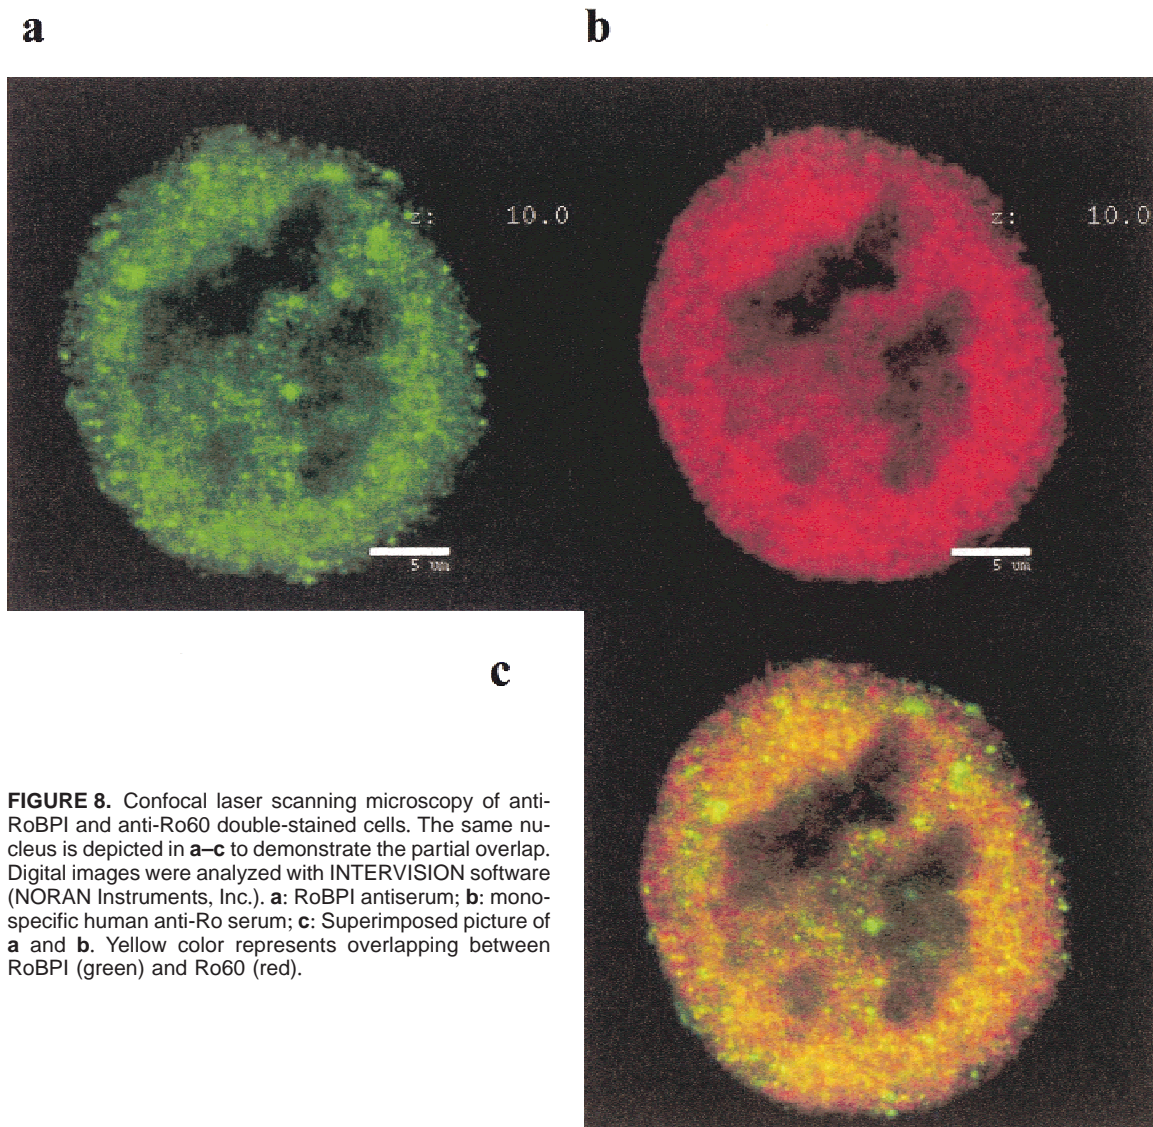 a
b
z: 10.0
z: 10.0
5 um
5 um
c
FIGURE 8. Confocal laser scanning microscopy of anti-
RoBPI and anti-Ro60 double-stained cells. The same nu-
cleus is depicted in a–c to demonstrate the partial overlap.
Digital images were analyzed with INTERVISION software
(NORAN Instruments, Inc.). a: RoBPI antiserum; b: mono-
specific human anti-Ro serum; c: Superimposed picture of
a and b. Yellow color represents overlapping between
RoBPI (green) and Ro60 (red).